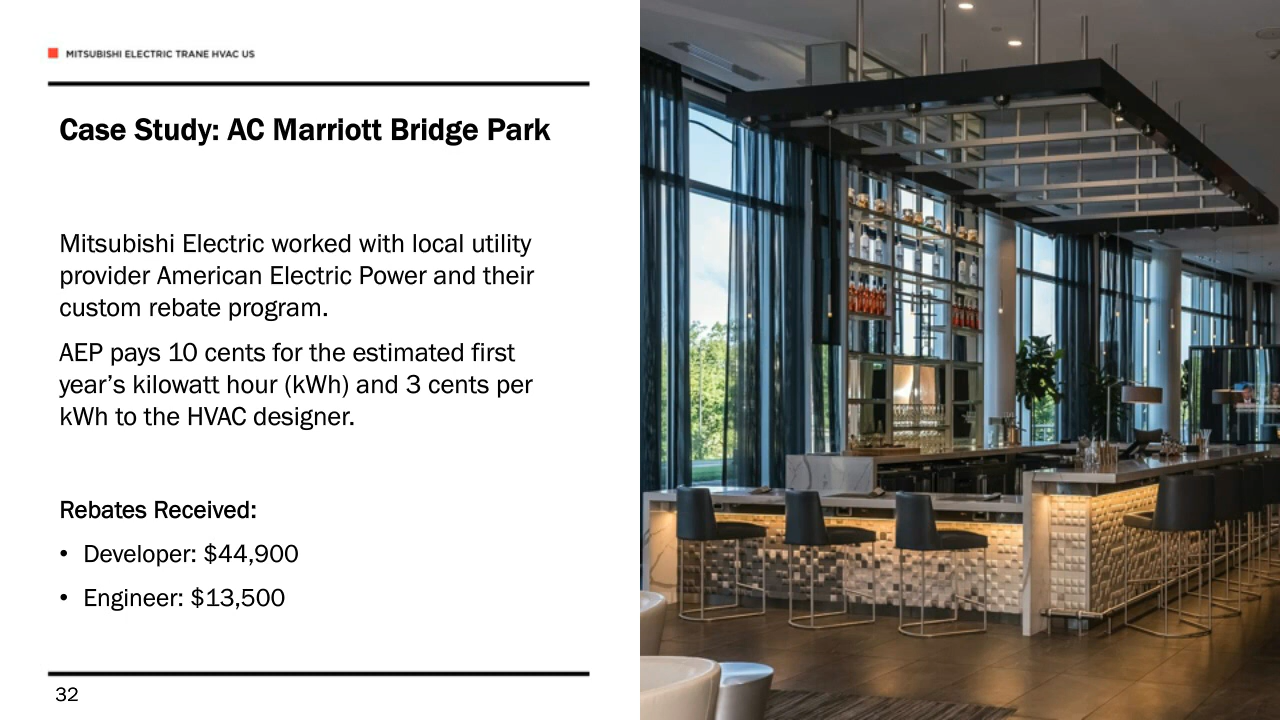 MITSUBISHI ELECTRIC TRANE HVAC US
Case Study: AC Marriott Bridge Park
Mitsubishi Electric worked with local utility
provider American Electric Power and their
custom rebate program.
AEP pays 10 cents for the estimated first
year’s kilowatt hour (kWh) and 3 cents per
kWh to the HVAC designer.
Rebates Received:
• Developer: $44,900
• Engineer: $13,500
32